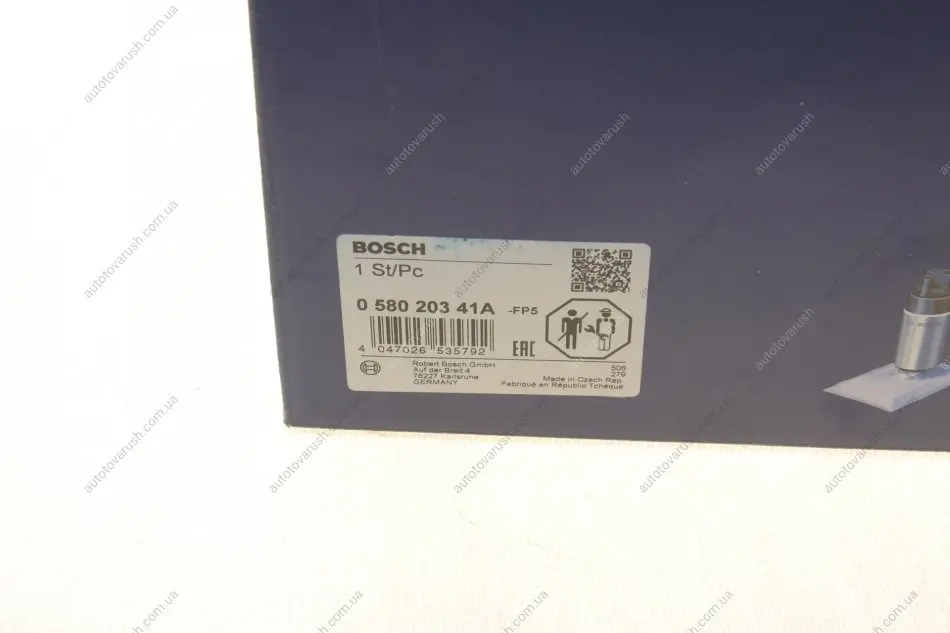 BOSCH
1 St/Pc
0 580 203 41A -FP5
4 047026 535792
EAC
Robert Bosch GmbH
Auf der Breit 4
76227 Karlsruhe
GERMANY
506
279
Made in Czech Rep.
Fabriqué en République Tchèque
autotovarush.com.ua